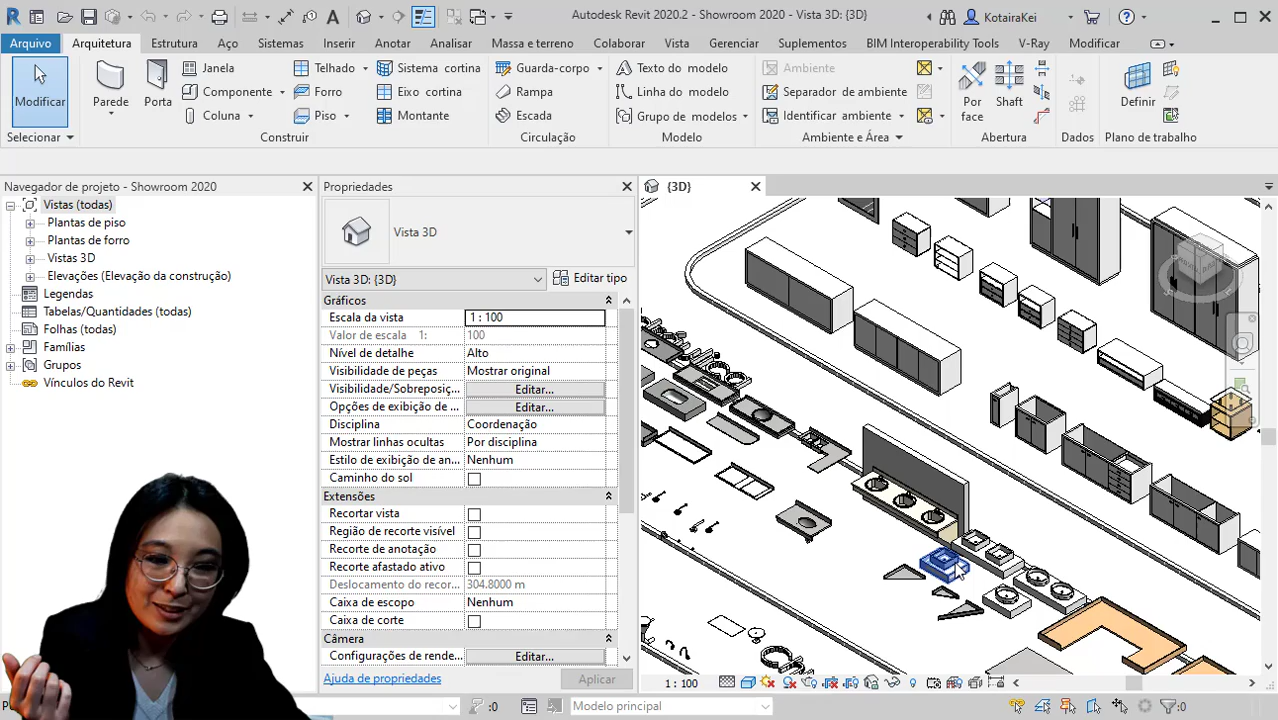 Autodesk Revit 2020.2 - Showroom 2020 - Vista 3D: {3D}
KotairaKei
Arquivo Arquitetura Estrutura Aço Sistemas Inserir Anotar Analisar Massa e terreno Colaborar Vista Gerenciar Suplementos BIM Interoperability Tools V-Ray Modificar
Modificar
Selecionar
Parede
Porta
Janela
Componente
Coluna
Telhado
Forro
Piso
Sistema cortina
Eixo cortina
Montante
Construir
Guarda-corpo
Rampa
Escada
Circulação
Texto do modelo
Linha do modelo
Grupo de modelos
Modelo
Ambiente
Separador de ambiente
Identificar ambiente
Ambiente e Área
Por
face
Shaft
Abertura
Dados
Definir
Plano de trabalho
Navegador de projeto - Showroom 2020
Vistas (todas)
Plantas de piso
Plantas de forro
Vistas 3D
Elevações (Elevação da construção)
Legendas
Tabelas/Quantidades (todas)
Folhas (todas)
Famílias
Grupos
Vínculos do Revit
Propriedades
Vista 3D
Vista 3D: {3D}
Editar tipo
Gráficos
Escala da vista 1 : 100
Valor de escala 1: 100
Nível de detalhe Alto
Visibilidade de peças Mostrar original
Visibilidade/Sobreposiç... Editar...
Opções de exibição de ... Editar...
Disciplina Coordenação
Mostrar linhas ocultas Por disciplina
Estilo de exibição de an... Nenhum
Caminho do sol
Extensões
Recortar vista
Região de recorte visível
Recorte de anotação
Recorte afastado ativo
Deslocamento do recor... 304.8000 m
Caixa de escopo Nenhum
Caixa de corte
Câmera
Configurações de rende... Editar...
Ajuda de propriedades
Aplicar
{3D}
1 : 100
:0
Modelo principal
:0